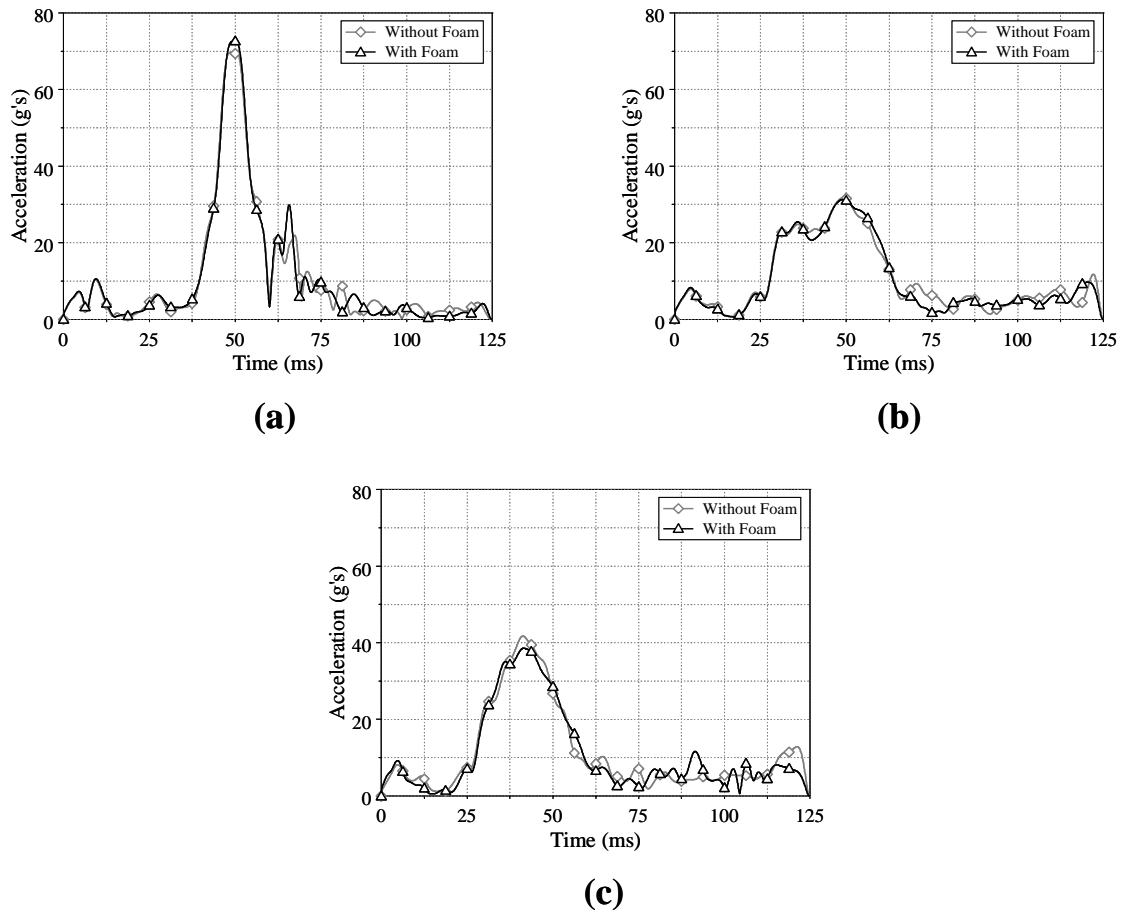 80
60
40
20
0
Acceleration (g's)
Without Foam
With Foam
0 25 50 75 100 125
Time (ms)
(a)
80
60
40
20
0
Acceleration (g's)
Without Foam
With Foam
0 25 50 75 100 125
Time (ms)
(b)
80
60
40
20
0
Acceleration (g's)
Without Foam
With Foam
0 25 50 75 100 125
Time (ms)
(c)